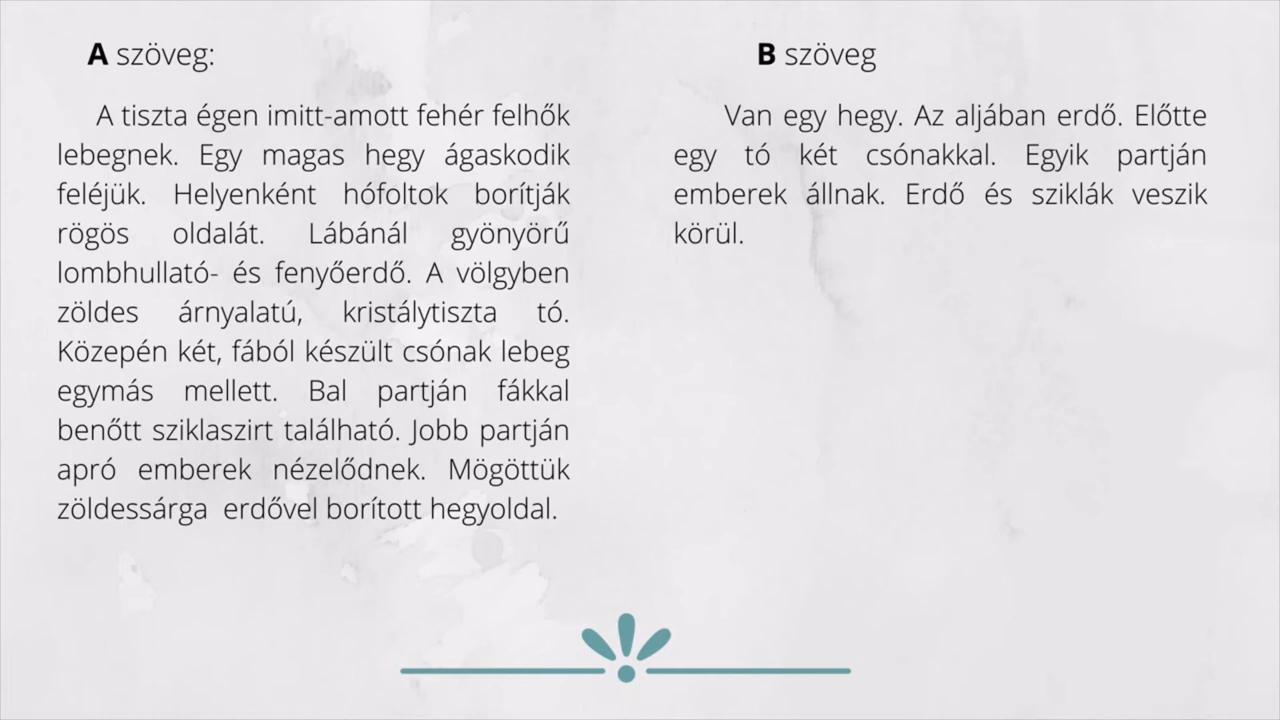 A szöveg:
A tiszta égen imitt-amott fehér felhők
lebegnek. Egy magas hegy ágaskodik
feléjük. Helyenként hófoltok borítják
rögös oldalát. Lábánál gyönyörű
lombhullató- és fenyőerdő. A völgyben
zöldes árnyalatú, kristálytiszta tó.
Közepén két, fából készült csónak lebeg
egymás mellett. Bal partján fákkal
benőtt sziklaszirt található. Jobb partján
apró emberek nézelődnek. Mögöttük
zöldessárga erdővel borított hegyoldal.
B szöveg
Van egy hegy. Az aljában erdő. Előtte
egy tó két csónakkal. Egyik partján
emberek állnak. Erdő és sziklák veszik
körül.